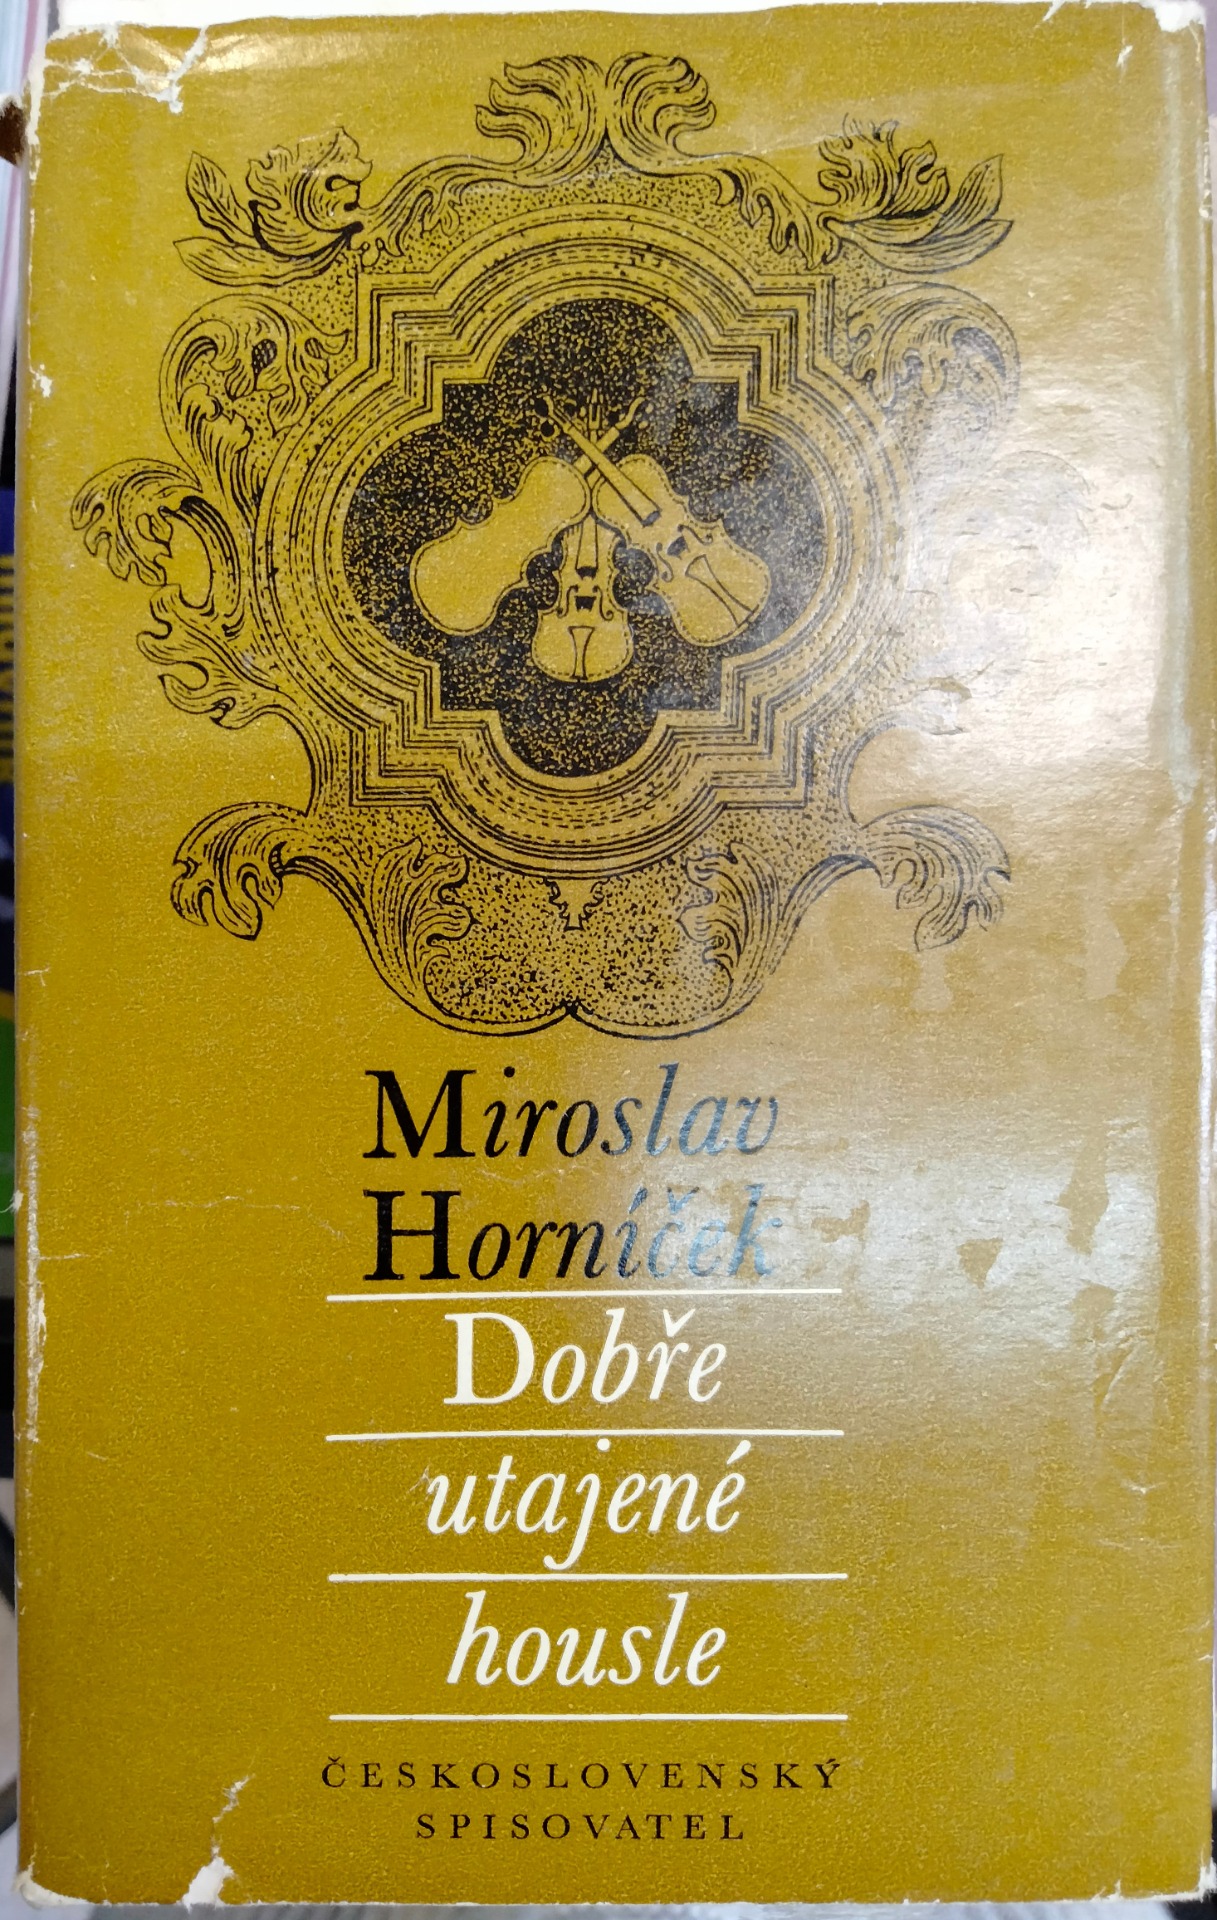 Miroslav
Horníček
Dobře
utajené
housle
ČESKOSLOVENSKÝ
SPISOVATEL